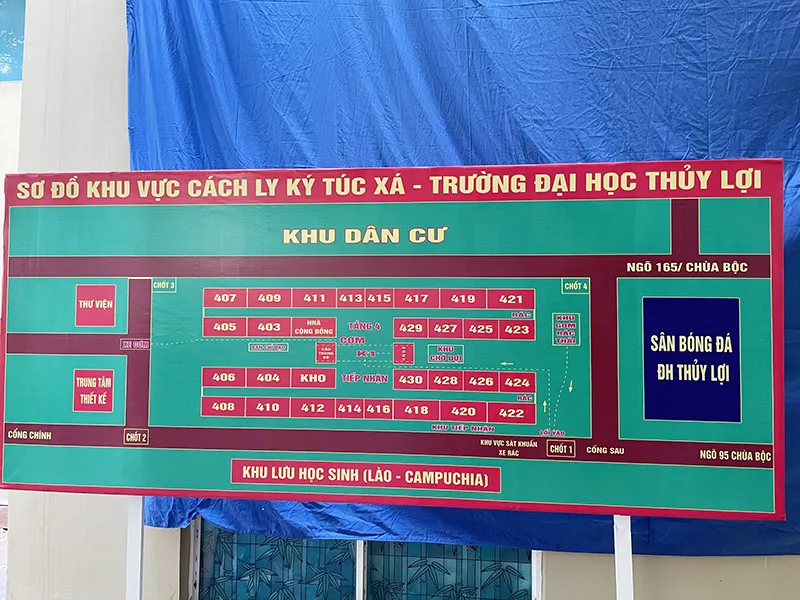 SƠ ĐỒ KHU VỰC CÁCH LY KÝ TÚC XÁ - TRƯỜNG ĐẠI HỌC THỦY LỢI
KHU DÂN CƯ
NGÕ 165/ CHÙA BỘC
CHỐT 3
CHỐT 4
THƯ VIỆN
407 409 411 413 415 417 419 421
RÁC
405 403 NHÀ CỘNG ĐỒNG TẦNG 4 429 427 425 423
KHU GOM RÁC THẢI
XE CƠM
CƠM
K1
KHU CHỜ ĐỢI
SÂN BÓNG ĐÁ
ĐH THỦY LỢI
TRUNG TÂM
THIẾT KẾ
406 404 KHO TIẾP NHẬN 430 428 426 424
RÁC
408 410 412 414 416 418 420 422
KHU TIẾP NHẬN
LỐI VÀO
CỔNG CHÍNH
CHỐT 2
KHU VỰC SÁT KHUẨN
XE RÁC
CHỐT 1
CỔNG SAU
NGÕ 95 CHÙA BỘC
KHU LƯU HỌC SINH (LÀO - CAMPUCHIA)